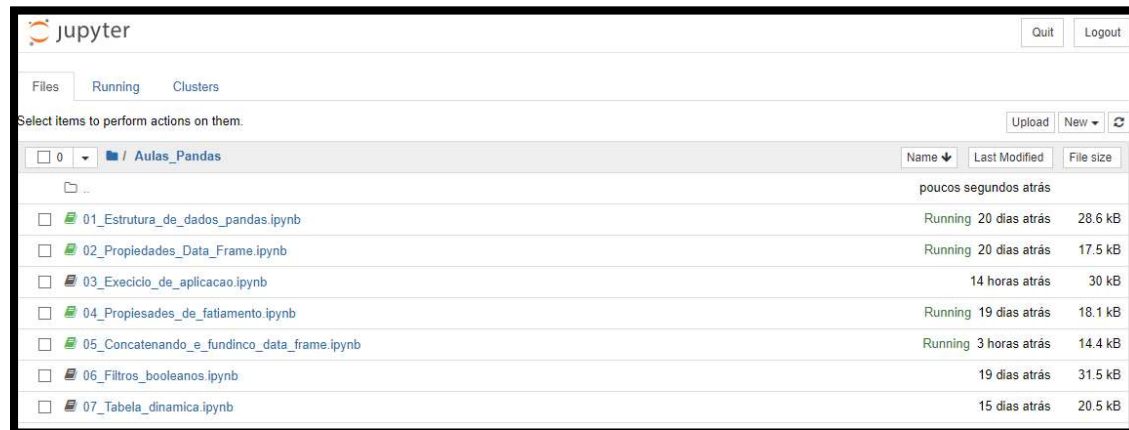 jupyter
Quit Logout
Files Running Clusters
Select items to perform actions on them.
Upload New
0 / Aulas_Pandas Name Last Modified File size
.. poucos segundos atrás
01_Estrutura_de_dados_pandas.ipynb Running 20 dias atrás 28.6 kB
02_Propiedades_Data_Frame.ipynb Running 20 dias atrás 17.5 kB
03_Execicio_de_aplicacao.ipynb 14 horas atrás 30 kB
04_Propiesades_de_fatiamento.ipynb Running 19 dias atrás 18.1 kB
05_Concatenando_e_fundinco_data_frame.ipynb Running 3 horas atrás 14.4 kB
06_Filtros_booleanos.ipynb 19 dias atrás 31.5 kB
07_Tabela_dinamica.ipynb 15 dias atrás 20.5 kB